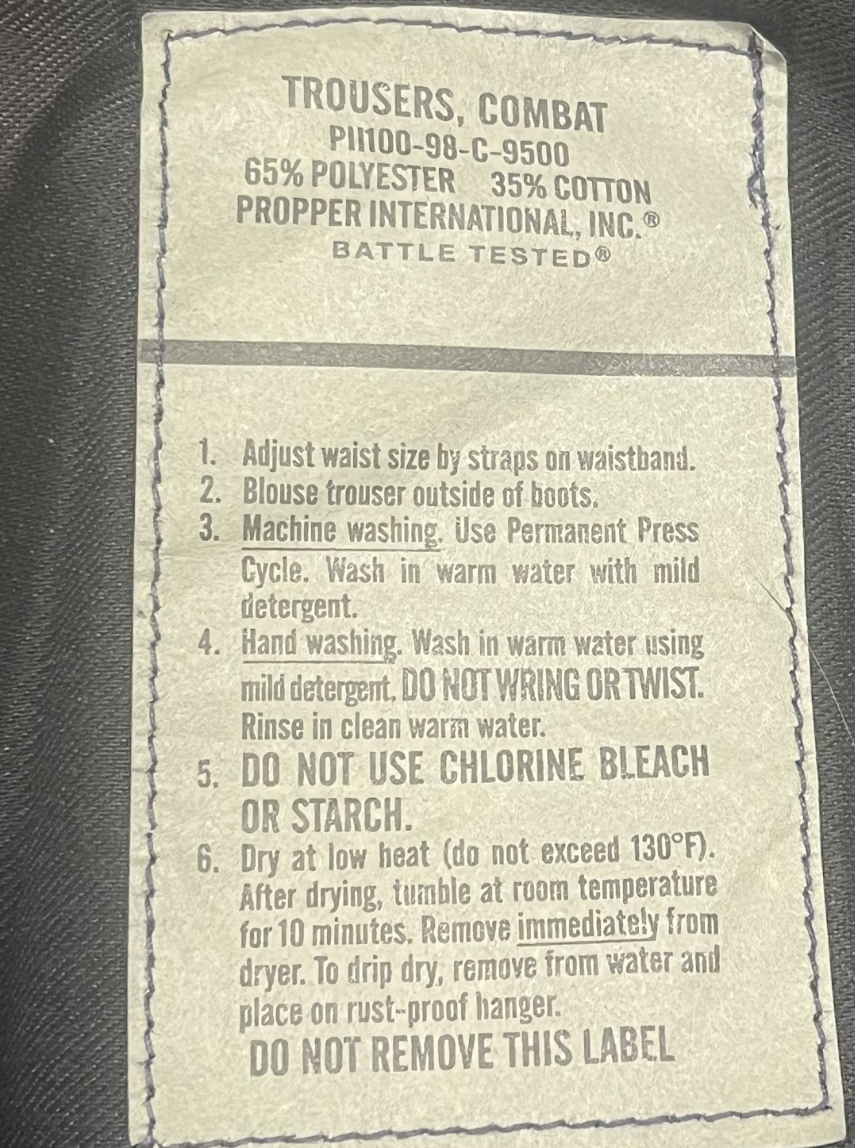 TROUSERS, COMBAT
PII100-98-C-9500
65% POLYESTER 35% COTTON
PROPPER INTERNATIONAL, INC.®
BATTLE TESTED®
1. Adjust waist size by straps on waistband.
2. Blouse trouser outside of boots.
3. Machine washing. Use Permanent Press
Cycle. Wash in warm water with mild
detergent.
4. Hand washing. Wash in warm water using
mild detergent. DO NOT WRING OR TWIST.
Rinse in clean warm water.
5. DO NOT USE CHLORINE BLEACH
OR STARCH.
6. Dry at low heat (do not exceed 130°F).
After drying, tumble at room temperature
for 10 minutes. Remove immediately from
dryer. To drip dry, remove from water and
place on rust-proof hanger.
DO NOT REMOVE THIS LABEL